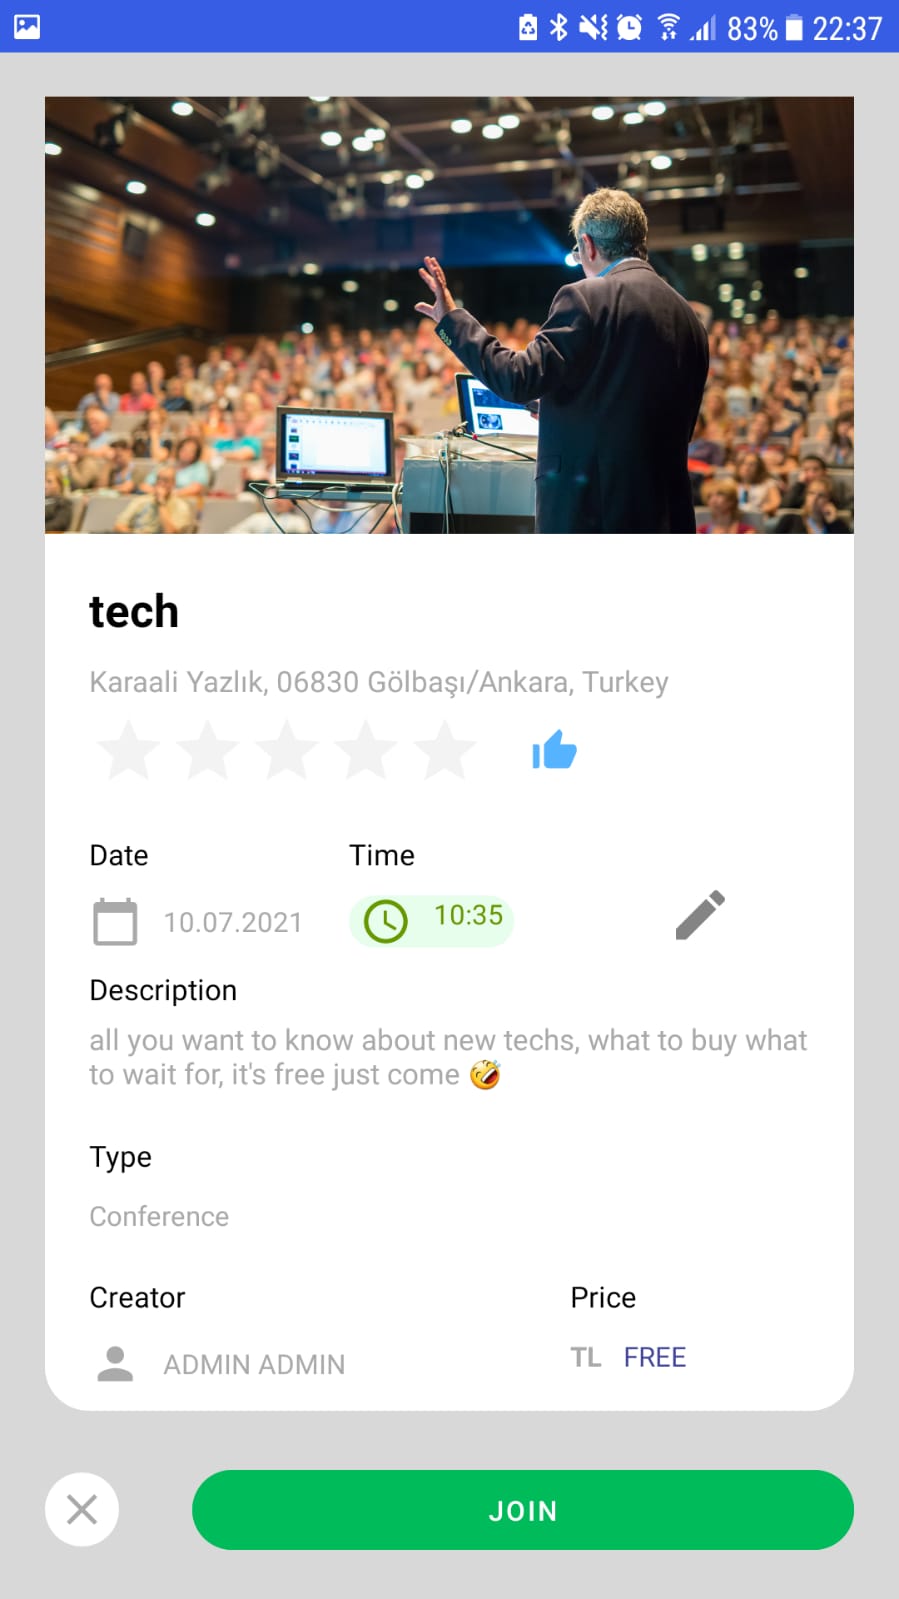 83% 22:37
tech
Karaali Yazlık, 06830 Gölbaşı/Ankara, Turkey
Date Time
10.07.2021 10:35
Description
all you want to know about new techs, what to buy what
to wait for, it's free just come 🤣
Type
Conference
Creator Price
ADMIN ADMIN TL FREE
JOIN